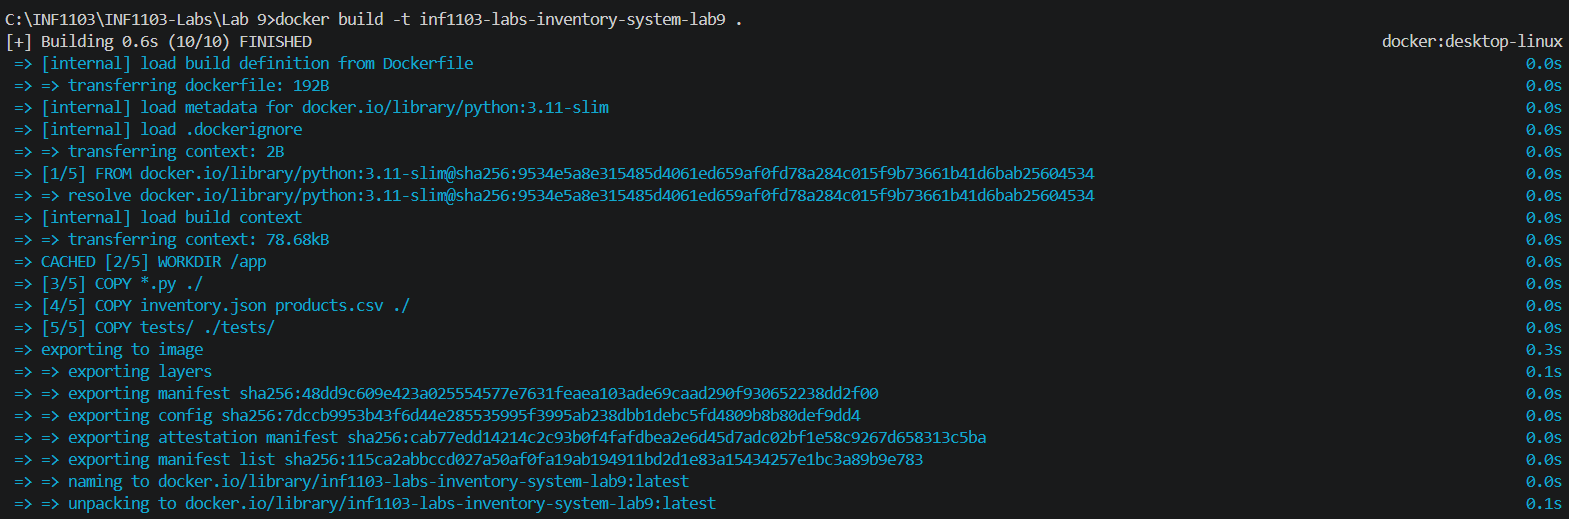 C:\INF1103\INF1103-Labs\Lab 9>docker build -t inf1103-labs-inventory-system-lab9 .
[+] Building 0.6s (10/10) FINISHED docker:desktop-linux
=> [internal] load build definition from Dockerfile 0.0s
=> => transferring dockerfile: 192B 0.0s
=> [internal] load metadata for docker.io/library/python:3.11-slim 0.0s
=> [internal] load .dockerignore 0.0s
=> => transferring context: 2B 0.0s
=> [1/5] FROM docker.io/library/python:3.11-slim@sha256:9534e5a8e315485d4061ed659af0fd78a284c015f9b73661b41d6bab25604534 0.0s
=> => resolve docker.io/library/python:3.11-slim@sha256:9534e5a8e315485d4061ed659af0fd78a284c015f9b73661b41d6bab25604534 0.0s
=> [internal] load build context 0.0s
=> => transferring context: 78.68kB 0.0s
=> CACHED [2/5] WORKDIR /app 0.0s
=> [3/5] COPY *.py ./ 0.0s
=> [4/5] COPY inventory.json products.csv ./ 0.0s
=> [5/5] COPY tests/ ./tests/ 0.0s
=> exporting to image 0.3s
=> => exporting layers 0.1s
=> => exporting manifest sha256:48dd9c609e423a025554577e7631feaea103ade69caad290f930652238dd2f00 0.0s
=> => exporting config sha256:7dccb9953b43f6d44e285535995f3995ab238dbb1debc5fd4809b8b80def9dd4 0.0s
=> => exporting attestation manifest sha256:cab77edd14214c2c93b0f4fafdbea2e6d45d7adc02bf1e58c9267d658313c5ba 0.0s
=> => exporting manifest list sha256:115ca2abbccd027a50af0fa19ab194911bd2d1e83a15434257e1bc3a89b9e783 0.0s
=> => naming to docker.io/library/inf1103-labs-inventory-system-lab9:latest 0.0s
=> => unpacking to docker.io/library/inf1103-labs-inventory-system-lab9:latest 0.1s